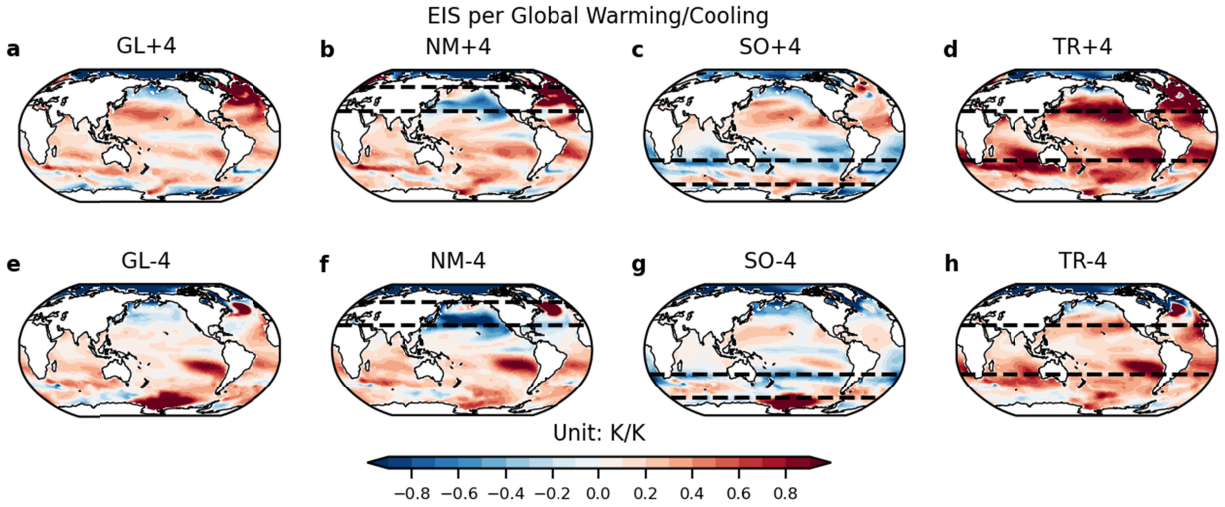 EIS per Global Warming/Cooling
a GL+4 b NM+4 c SO+4 d TR+4
e GL-4 f NM-4 g SO-4 h TR-4
Unit: K/K
−0.8 −0.6 −0.4 −0.2 0.0 0.2 0.4 0.6 0.8